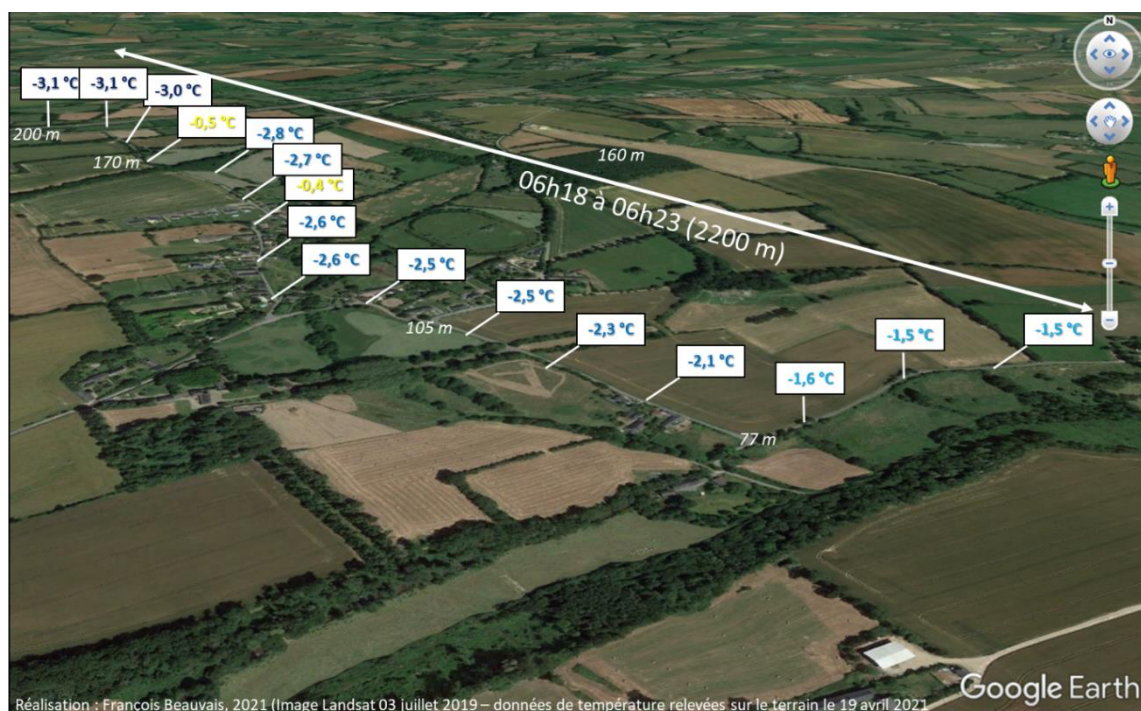 N
-3,1 °C
-3,1 °C
-3,0 °C
200 m
-0,5 °C
170 m
-2,8 °C
160 m
-2,7 °C
-0,4 °C
06h18 à 06h23 (2200 m)
-2,6 °C
-2,6 °C
-2,5 °C
-2,5 °C
105 m
-2,3 °C
-1,5 °C
-1,5 °C
-2,1 °C
-1,6 °C
77 m
Google Earth
Réalisation : François Beauvais, 2021 (Image Landsat 03 juillet 2019 – données de température relevées sur le terrain le 19 avril 2021